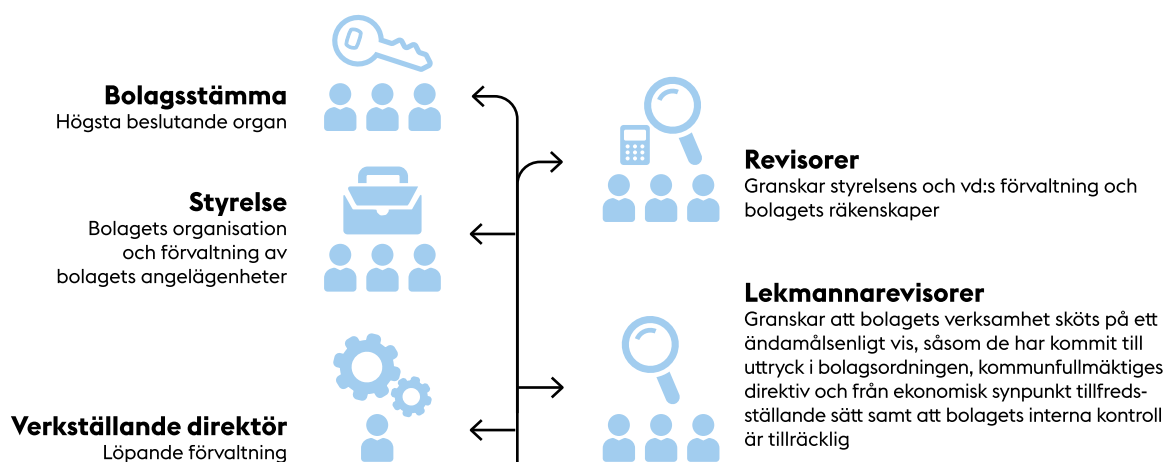 Bolagsstämma
Högsta beslutande organ
Styrelse
Bolagets organisation
och förvaltning av
bolagets angelägenheter
Verkställande direktör
Löpande förvaltning
Revisorer
Granskar styrelsens och vd:s förvaltning och
bolagets räkenskaper
Lekmannarevisorer
Granskar att bolagets verksamhet sköts på ett
ändamålsenligt vis, såsom de har kommit till
uttryck i bolagsordningen, kommunfullmäktiges
direktiv och från ekonomisk synpunkt tillfreds-
ställande sätt samt att bolagets interna kontroll
är tillräcklig